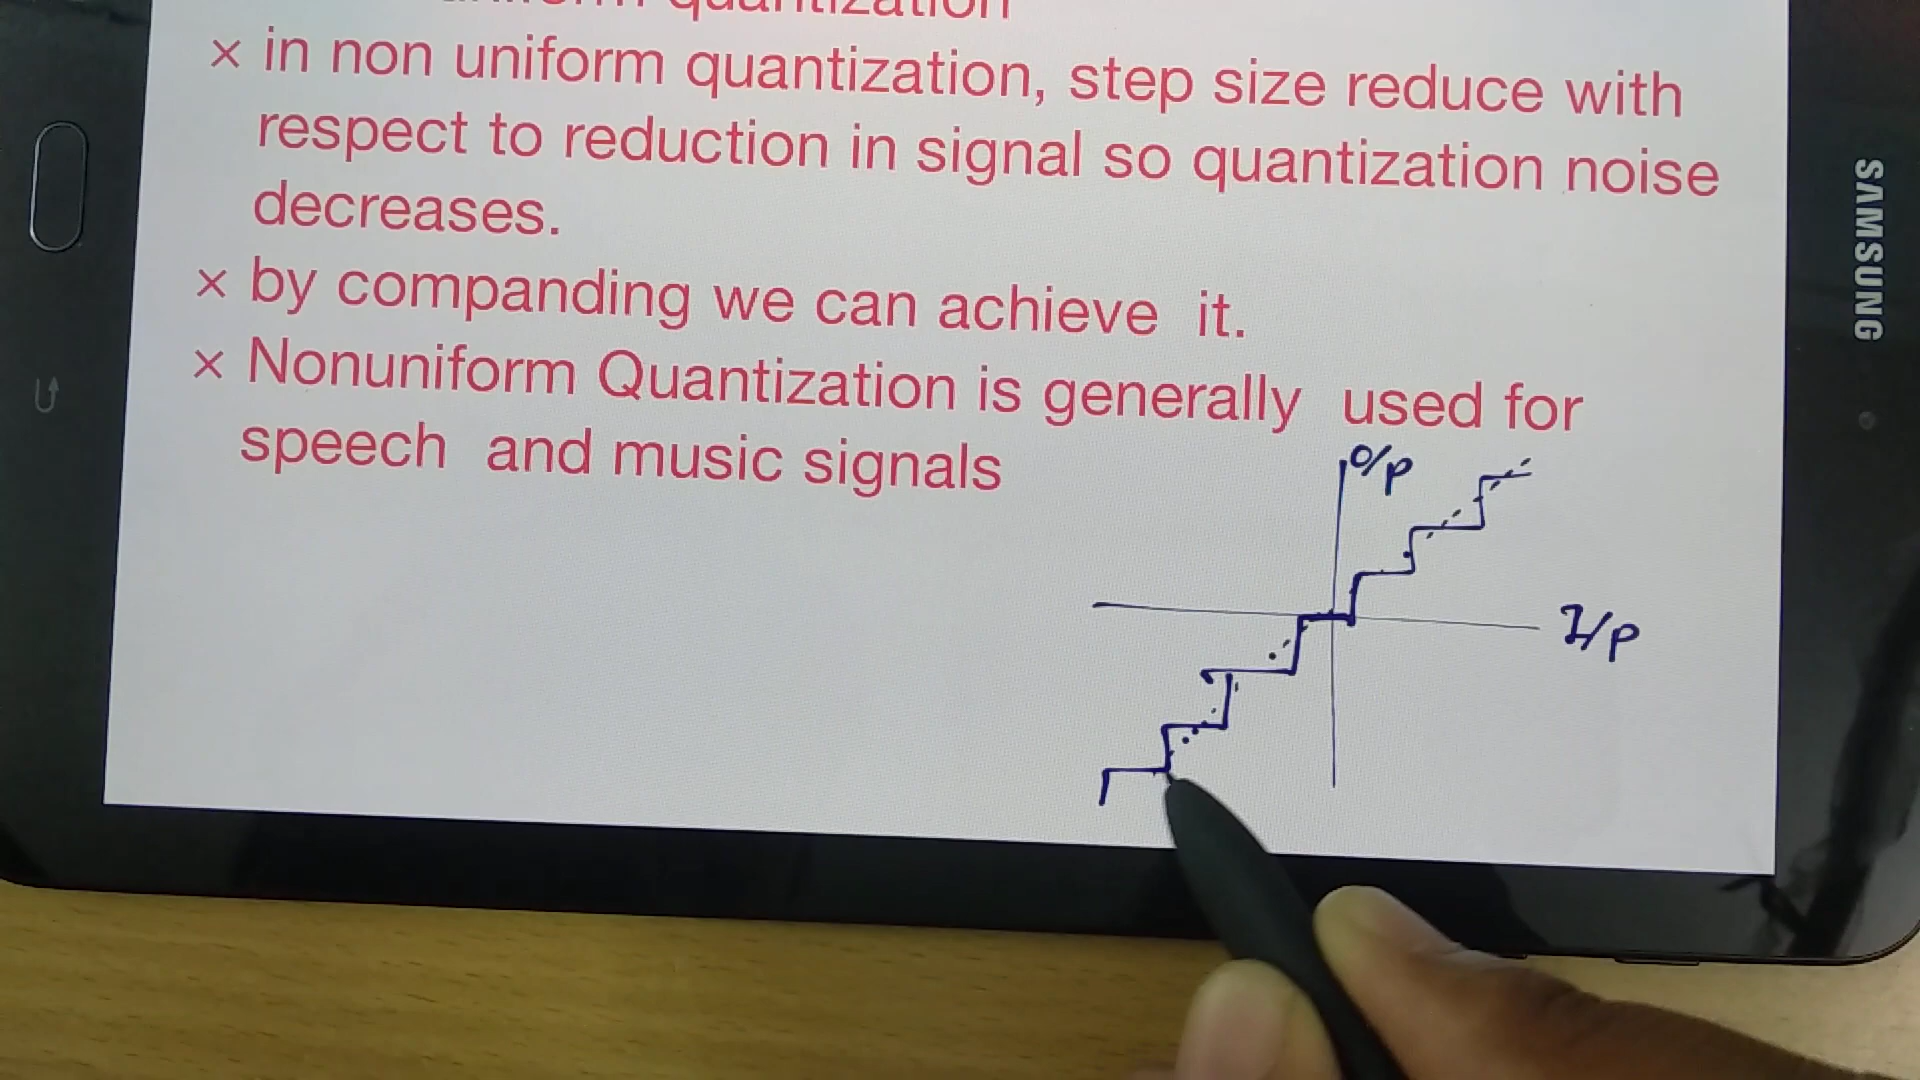 quantization
× in non uniform quantization, step size reduce with
respect to reduction in signal so quantization noise
decreases.
× by companding we can achieve it.
× Nonuniform Quantization is generally used for
speech and music signals
O/P
I/P
SAMSUNG